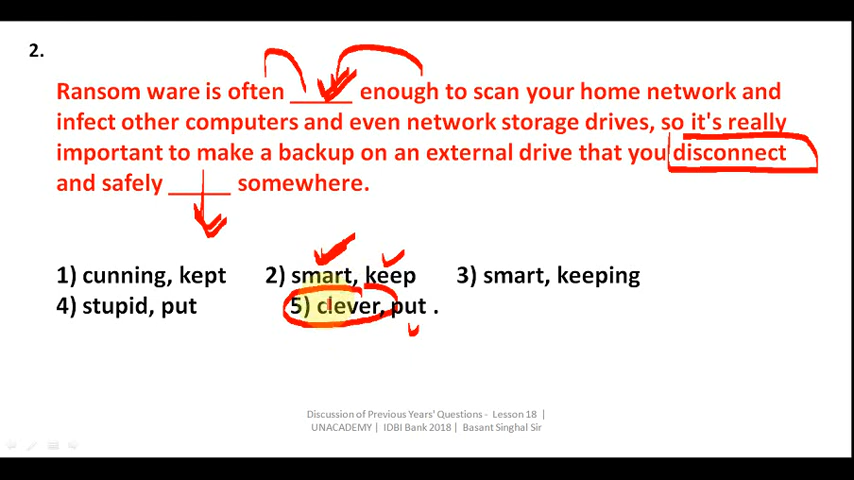 2.
Ransom ware is often ______ enough to scan your home network and
infect other computers and even network storage drives, so it's really
important to make a backup on an external drive that you disconnect
and safely ______ somewhere.
1) cunning, kept 2) smart, keep 3) smart, keeping
4) stupid, put 5) clever, put .
Discussion of Previous Years' Questions - Lesson 18 |
UNACADEMY | IDBI Bank 2018 | Basant Singhal Sir